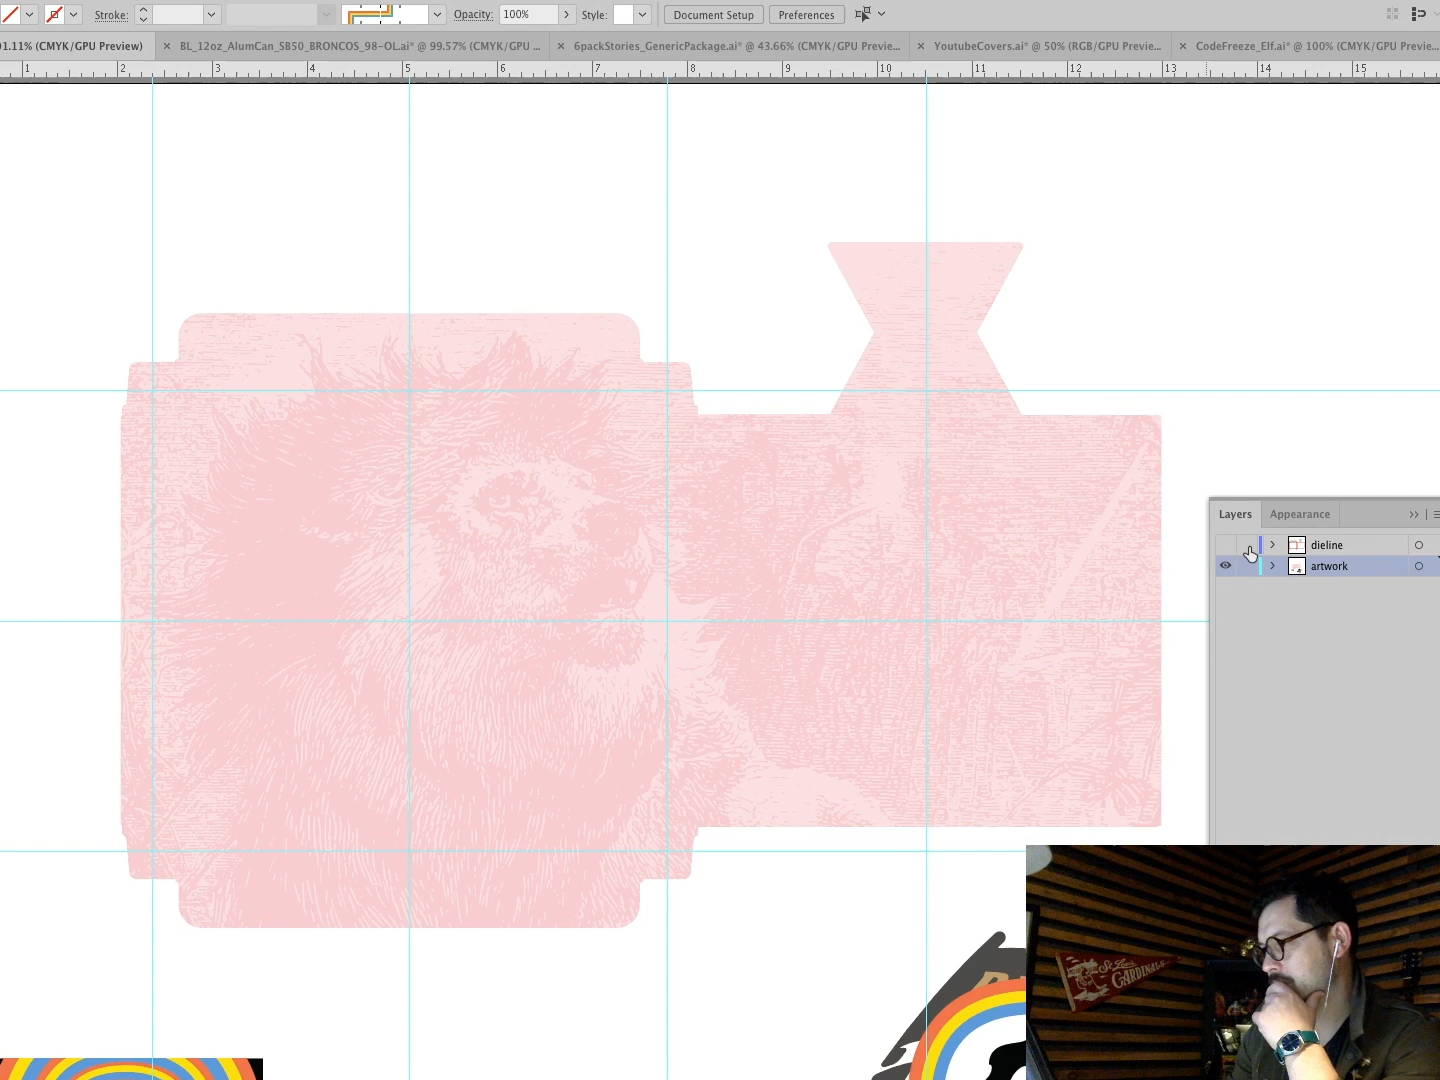 Stroke:
Opacity: 100%
Style:
Document Setup
Preferences
1.11% (CMYK/GPU Preview)
× BL_12oz_AlumCan_SB50_BRONCOS_98-OL.ai* @ 99.57% (CMYK/GPU ...
× 6packStories_GenericPackage.ai* @ 43.66% (CMYK/GPU Previe...
× YoutubeCovers.ai* @ 50% (RGB/GPU Previe...
× CodeFreeze_Elf.ai* @ 100% (CMYK/GPU Previe...
1 2 3 4 5 6 7 8 9 10 11 12 13 14 15
Layers Appearance
dieline
artwork
St. Louis
CARDINALS